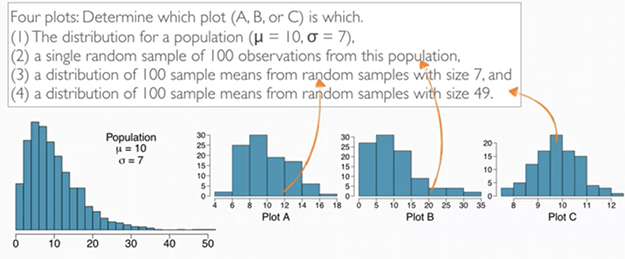 Four plots: Determine which plot (A, B, or C) is which.
(1) The distribution for a population (μ = 10, σ = 7),
(2) a single random sample of 100 observations from this population,
(3) a distribution of 100 sample means from random samples with size 7, and
(4) a distribution of 100 sample means from random samples with size 49.
Population
μ = 10
σ = 7
0 10 20 30 40 50
30
25
20
15
10
5
0
4 6 8 10 12 14 16 18
Plot A
30
25
20
15
10
5
0
0 5 10 15 20 25 30 35
Plot B
20
15
10
5
0
8 9 10 11 12
Plot C